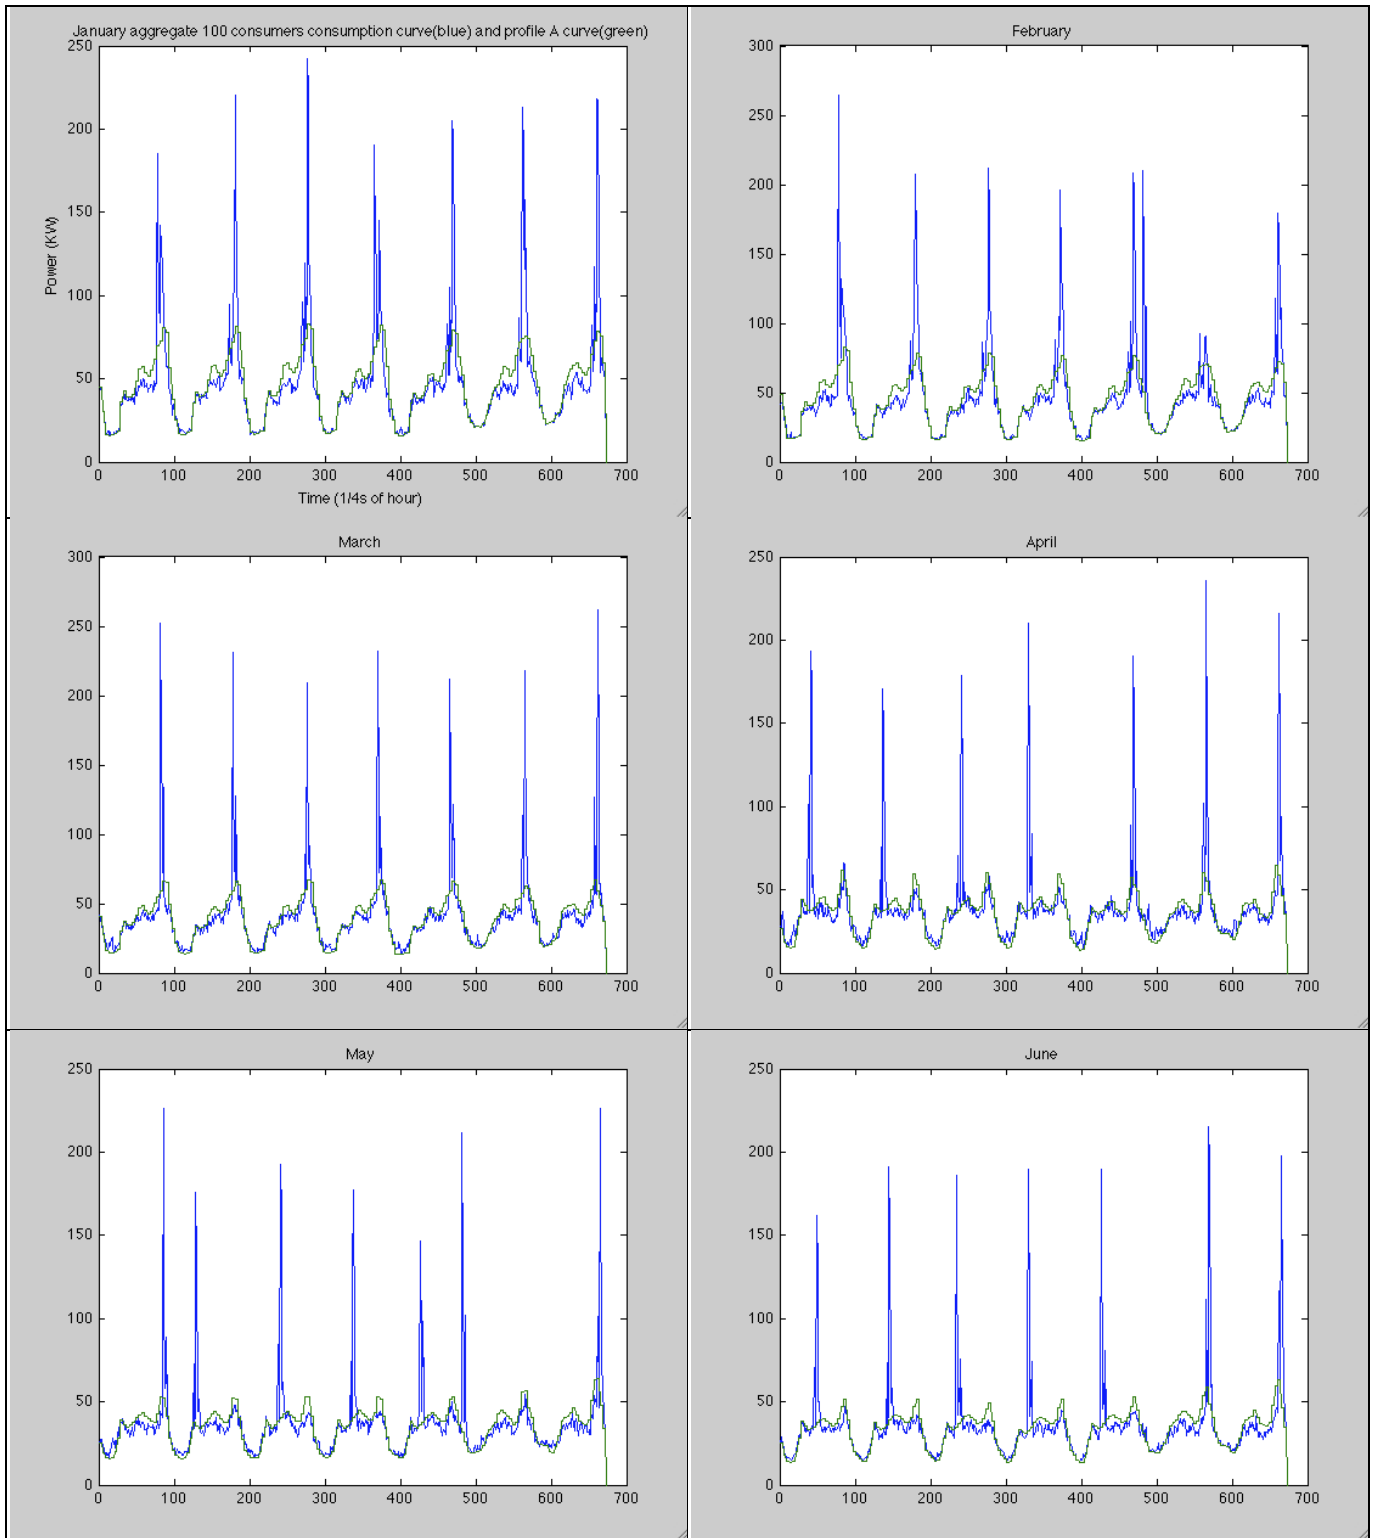 January aggregate 100 consumers consumption curve(blue) and profile A curve(green)
250
200
150
100
50
0
Power (KW)
0 100 200 300 400 500 600 700
Time (1/4s of hour)
February
300
250
200
150
100
50
0
0 100 200 300 400 500 600 700
March
300
250
200
150
100
50
0
0 100 200 300 400 500 600 700
April
250
200
150
100
50
0
0 100 200 300 400 500 600 700
May
250
200
150
100
50
0
0 100 200 300 400 500 600 700
June
250
200
150
100
50
0
0 100 200 300 400 500 600 700